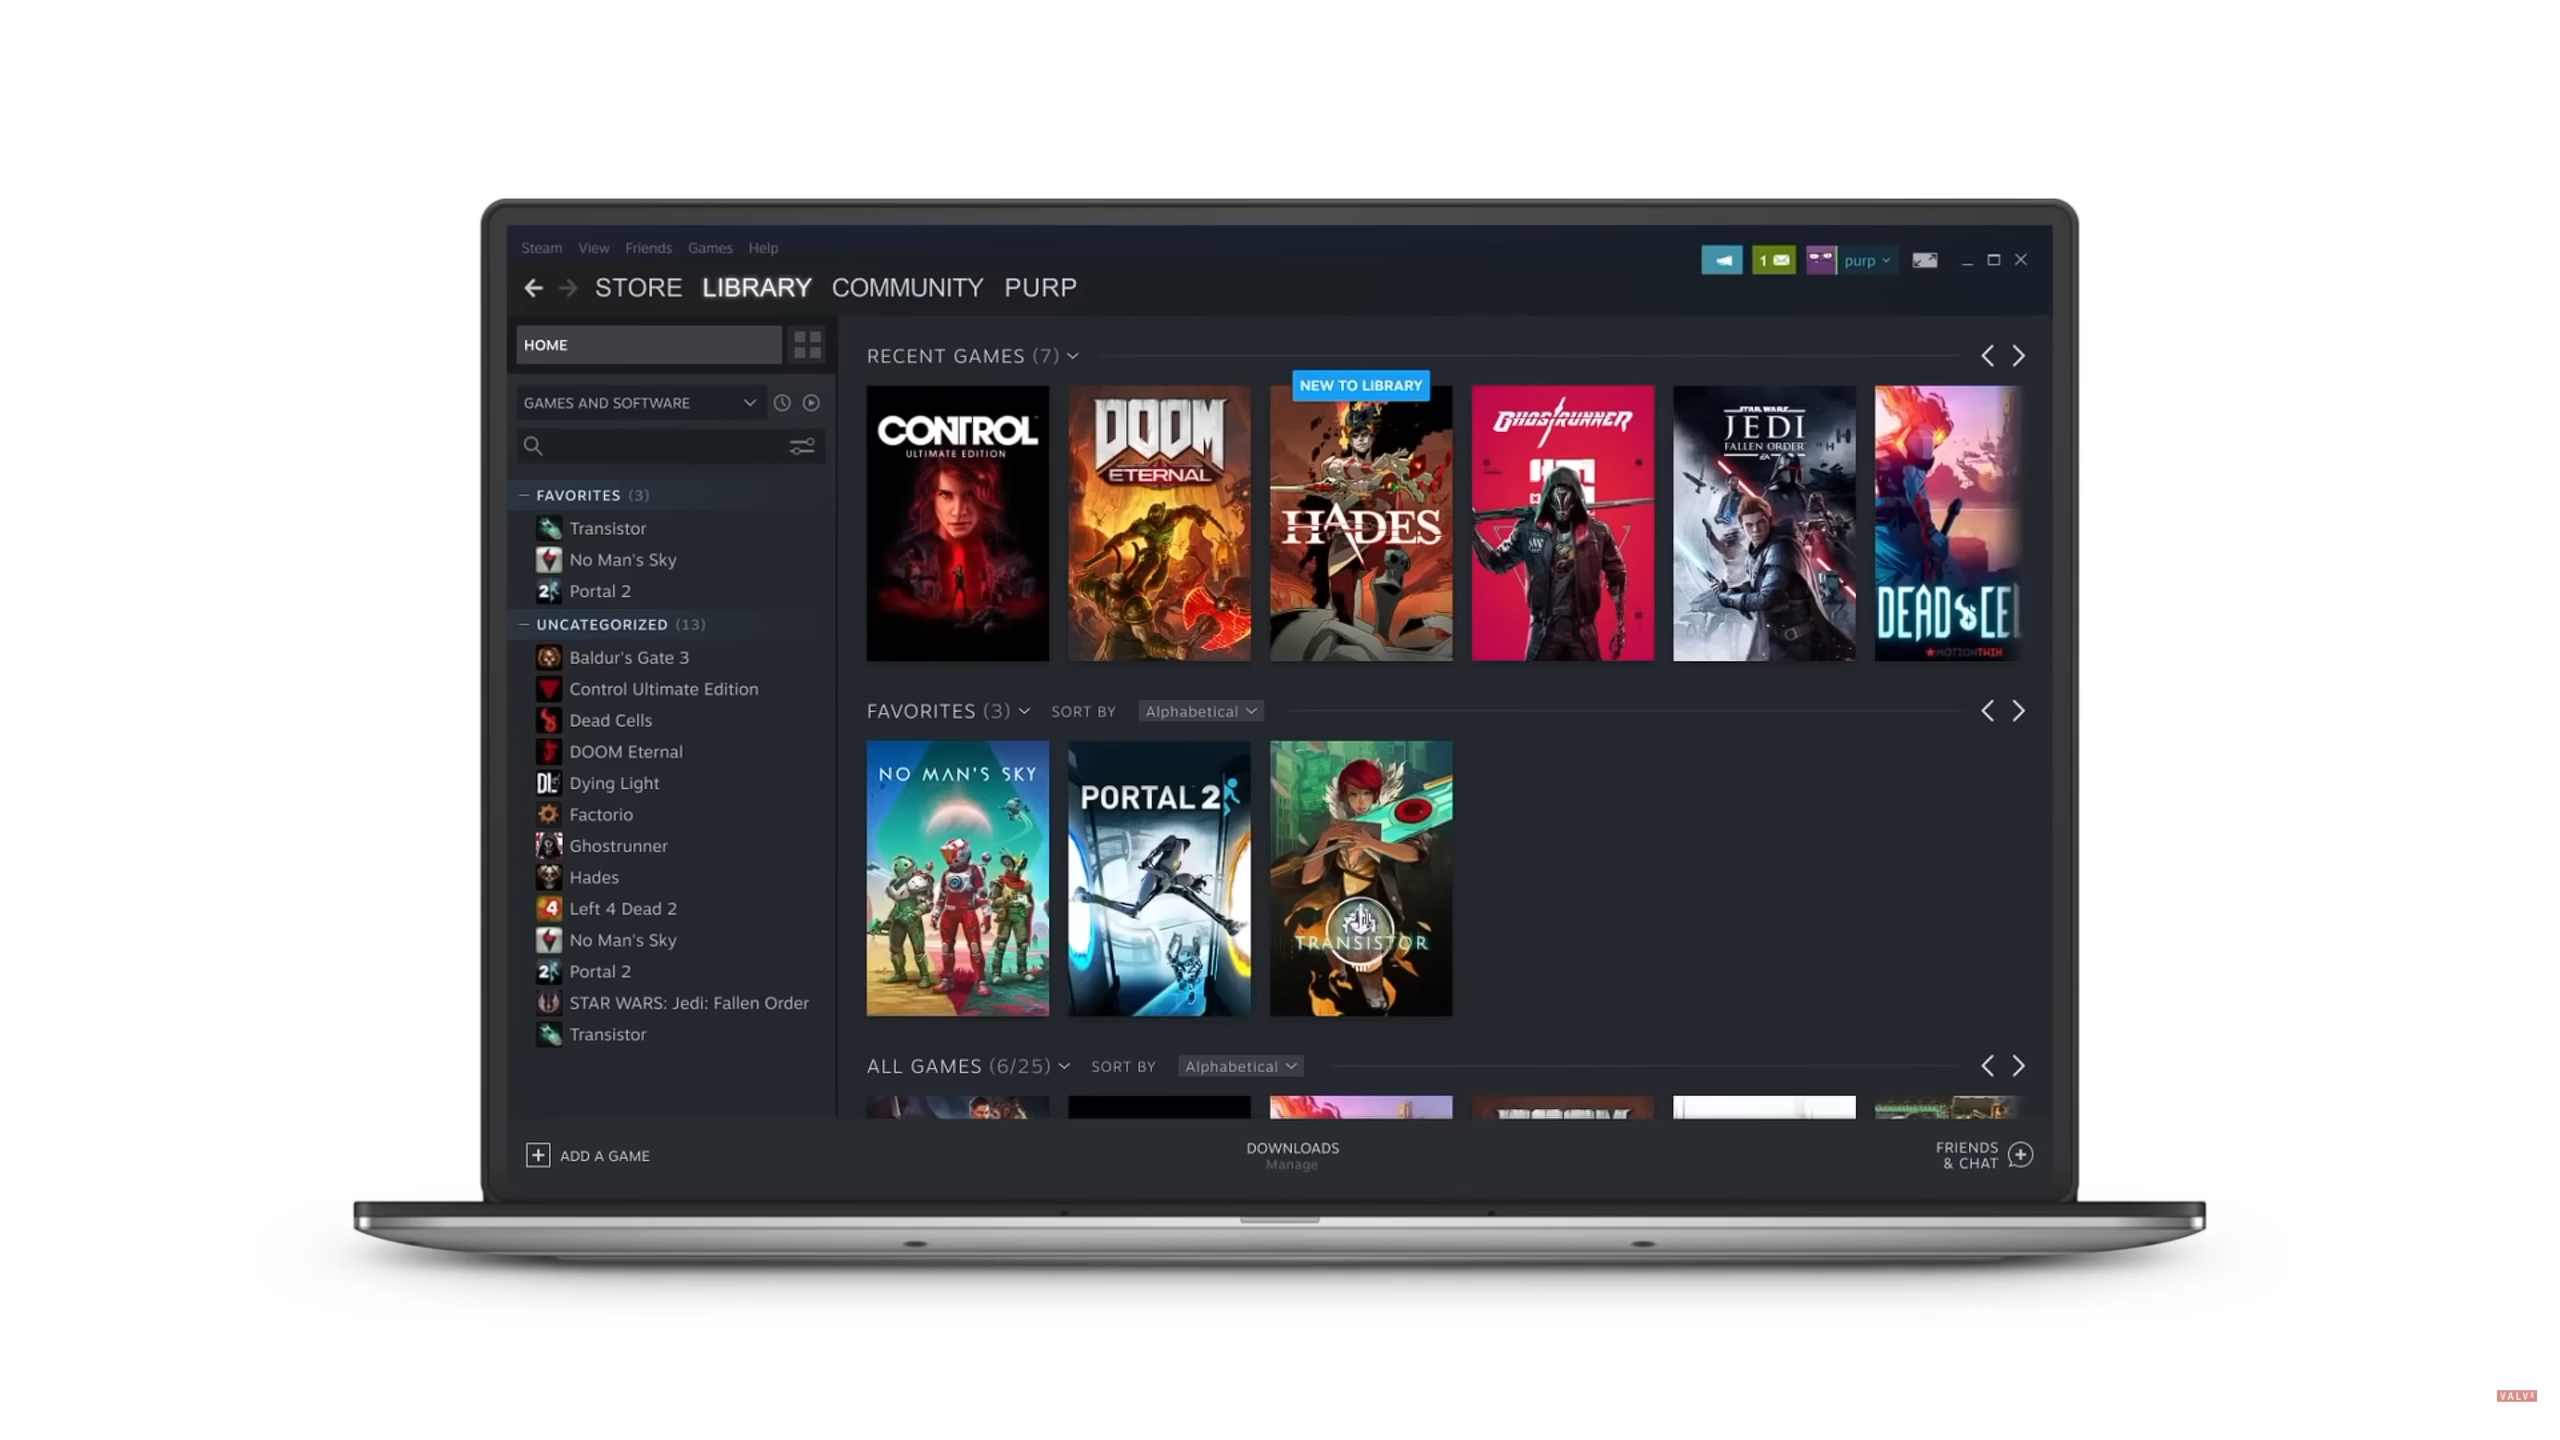 Steam View Friends Games Help
1 purp
STORE LIBRARY COMMUNITY PURP
HOME
GAMES AND SOFTWARE
— FAVORITES (3)
Transistor
No Man's Sky
Portal 2
— UNCATEGORIZED (13)
Baldur's Gate 3
Control Ultimate Edition
Dead Cells
DOOM Eternal
Dying Light
Factorio
Ghostrunner
Hades
Left 4 Dead 2
No Man's Sky
Portal 2
STAR WARS: Jedi: Fallen Order
Transistor
RECENT GAMES (7)
NEW TO LIBRARY
CONTROL
ULTIMATE EDITION
DOOM
ETERNAL
HADES
GHOSTRUNNER
STAR WARS
JEDI
FALLEN ORDER
EA
DEAD CEL
MOTIONTWIN
FAVORITES (3) SORT BY Alphabetical
NO MAN'S SKY
PORTAL 2
TRANSISTOR
ALL GAMES (6/25) SORT BY Alphabetical
ADD A GAME
DOWNLOADS
Manage
FRIENDS
& CHAT
VALVE